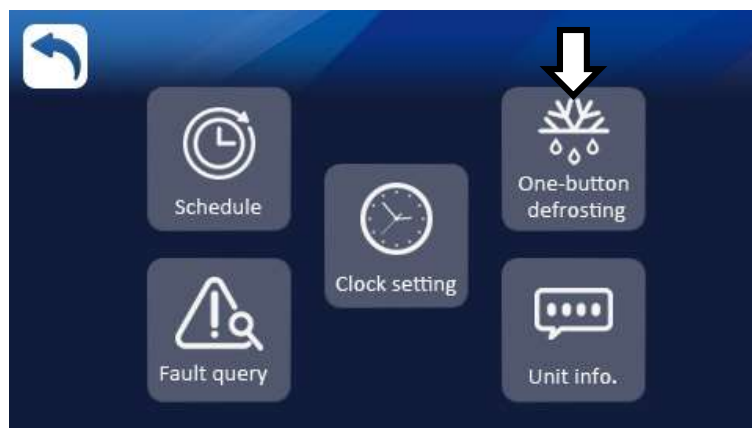 Schedule
One-button
defrosting
Clock setting
Fault query
Unit info.